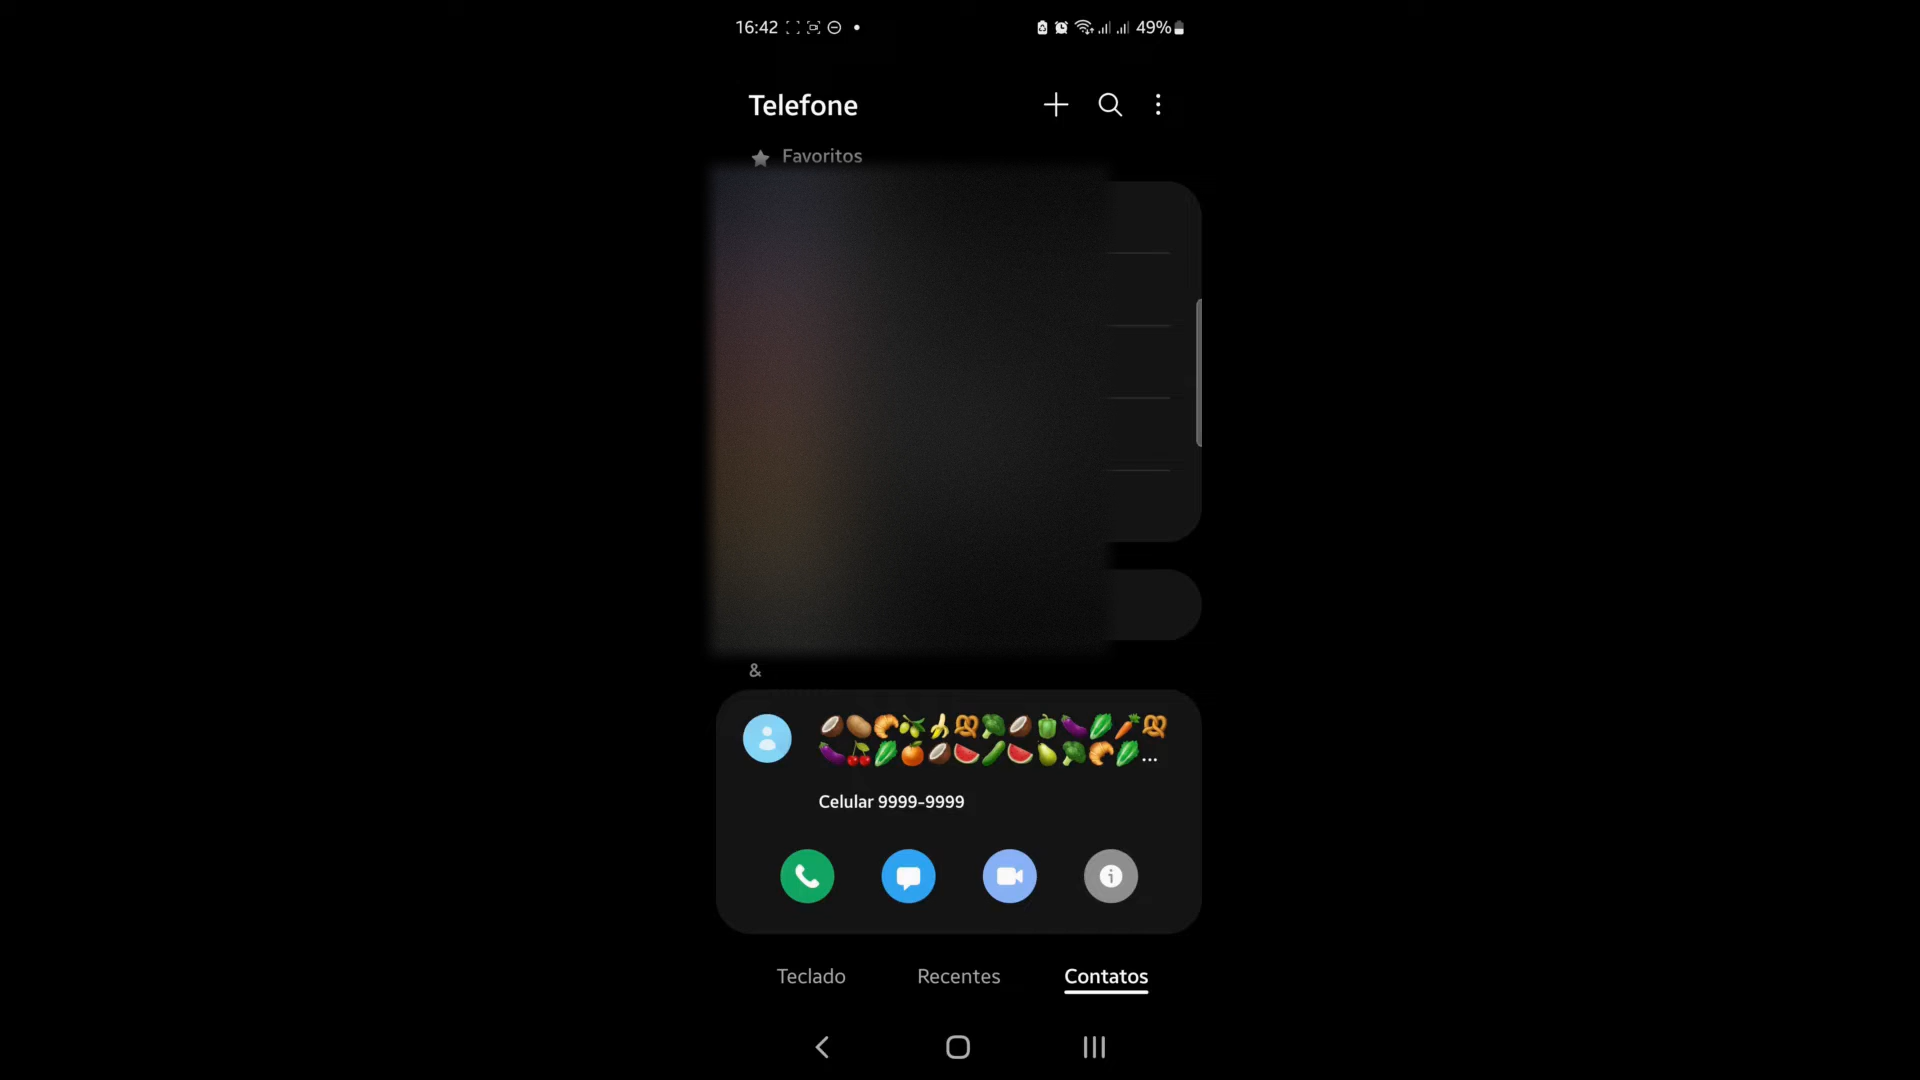 16:42
49%
Telefone
Favoritos
&
🥥🥔🥐🫒🍌🥨🥦🥥🫑🍆🥬🥕🥨
🍆🍒🥬🍊🥥🍉🥒🍉🍐🥦🥐🥬...
Celular 9999-9999
Teclado
Recentes
Contatos